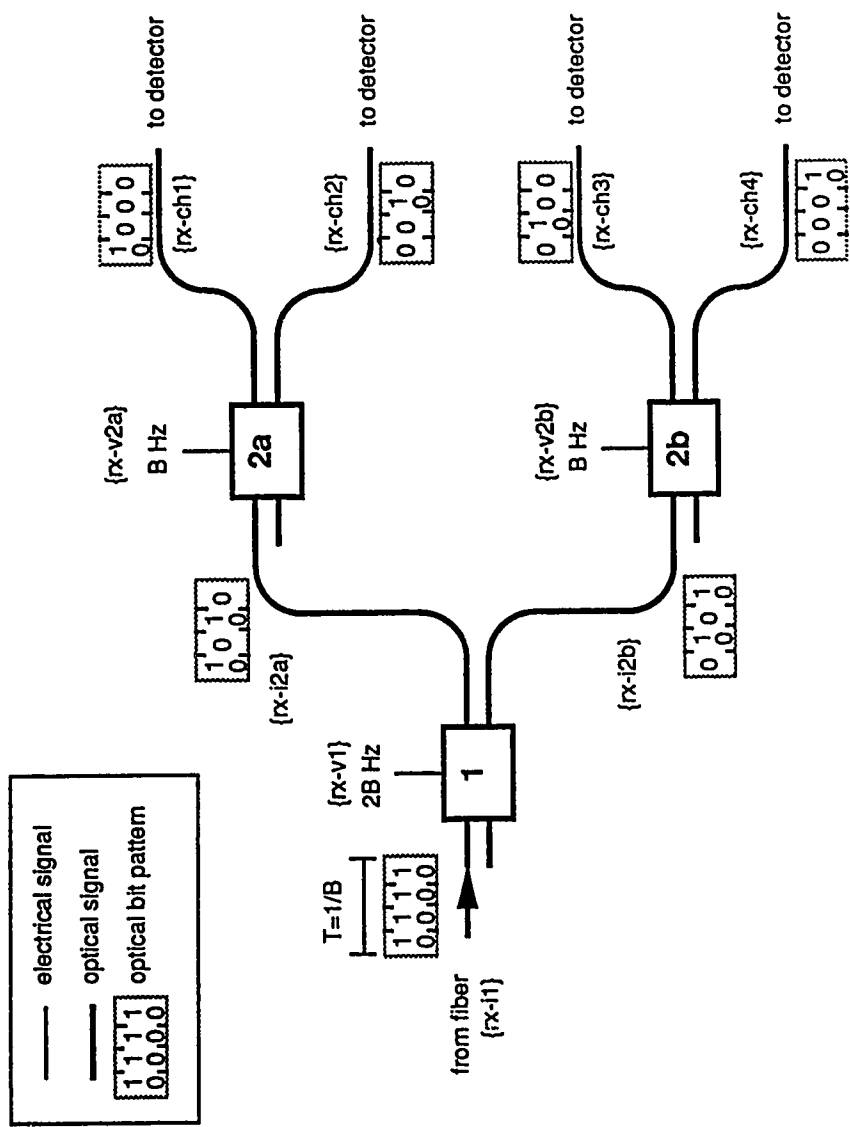 electrical signal
optical signal
1 1 1 1
0 0 0 0
optical bit pattern
T=1/B
1 1 1 1
0 0 0 0
from fiber
{rx-i1}
{rx-v1}
2B Hz
1
1 0 1 0
0 0
{rx-i2a}
{rx-i2b}
0 1 0 1
0 0
{rx-v2a}
B Hz
2a
{rx-v2b}
B Hz
2b
1 0 0 0
0
{rx-ch1}
to detector
{rx-ch2}
to detector
0 0 1 0
0
0 1 0 0
0
{rx-ch3}
to detector
{rx-ch4}
to detector
0 0 0 1
0